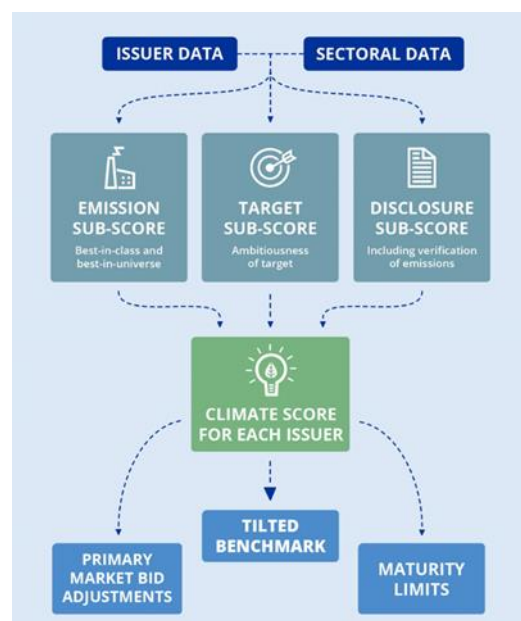 ISSUER DATA
SECTORAL DATA
EMISSION
SUB-SCORE
Best-in-class and
best-in-universe
TARGET
SUB-SCORE
Ambitiousness
of target
DISCLOSURE
SUB-SCORE
Including verification
of emissions
CLIMATE SCORE
FOR EACH ISSUER
PRIMARY
MARKET BID
ADJUSTMENTS
TILTED
BENCHMARK
MATURITY
LIMITS